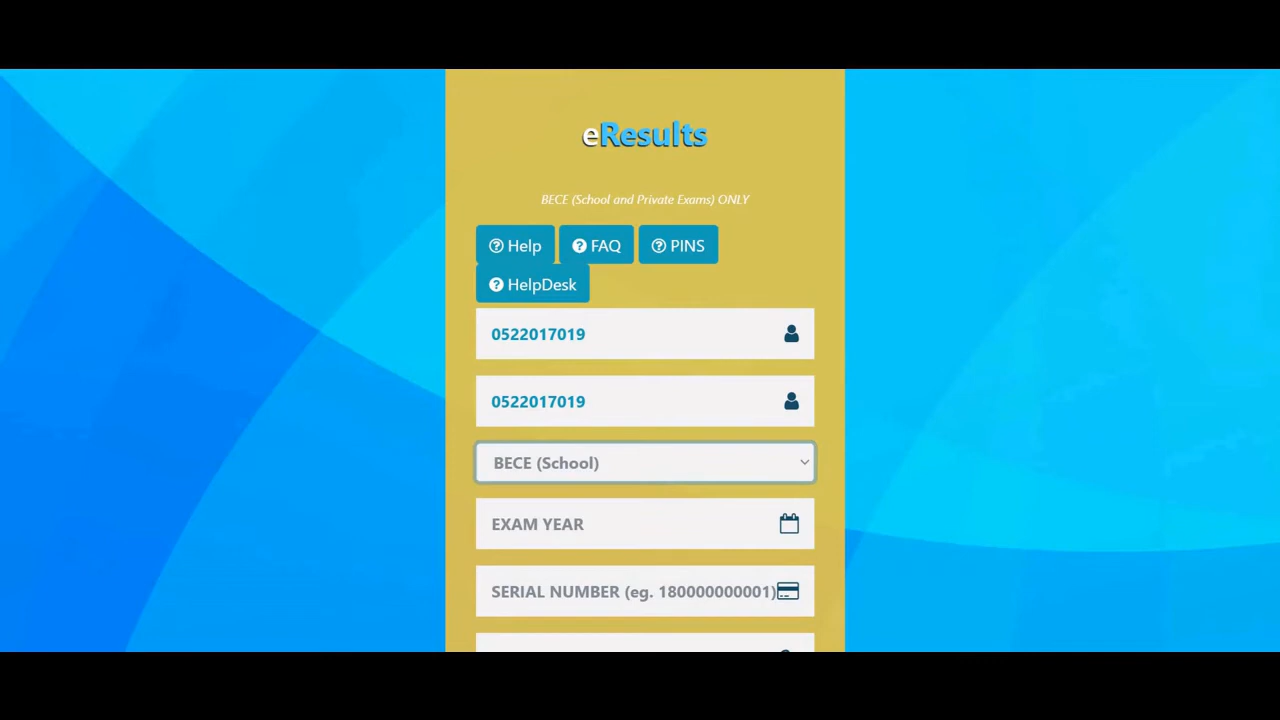 eResults
BECE (School and Private Exams) ONLY
Help FAQ PINS
HelpDesk
0522017019
0522017019
BECE (School)
EXAM YEAR
SERIAL NUMBER (eg. 180000000001)